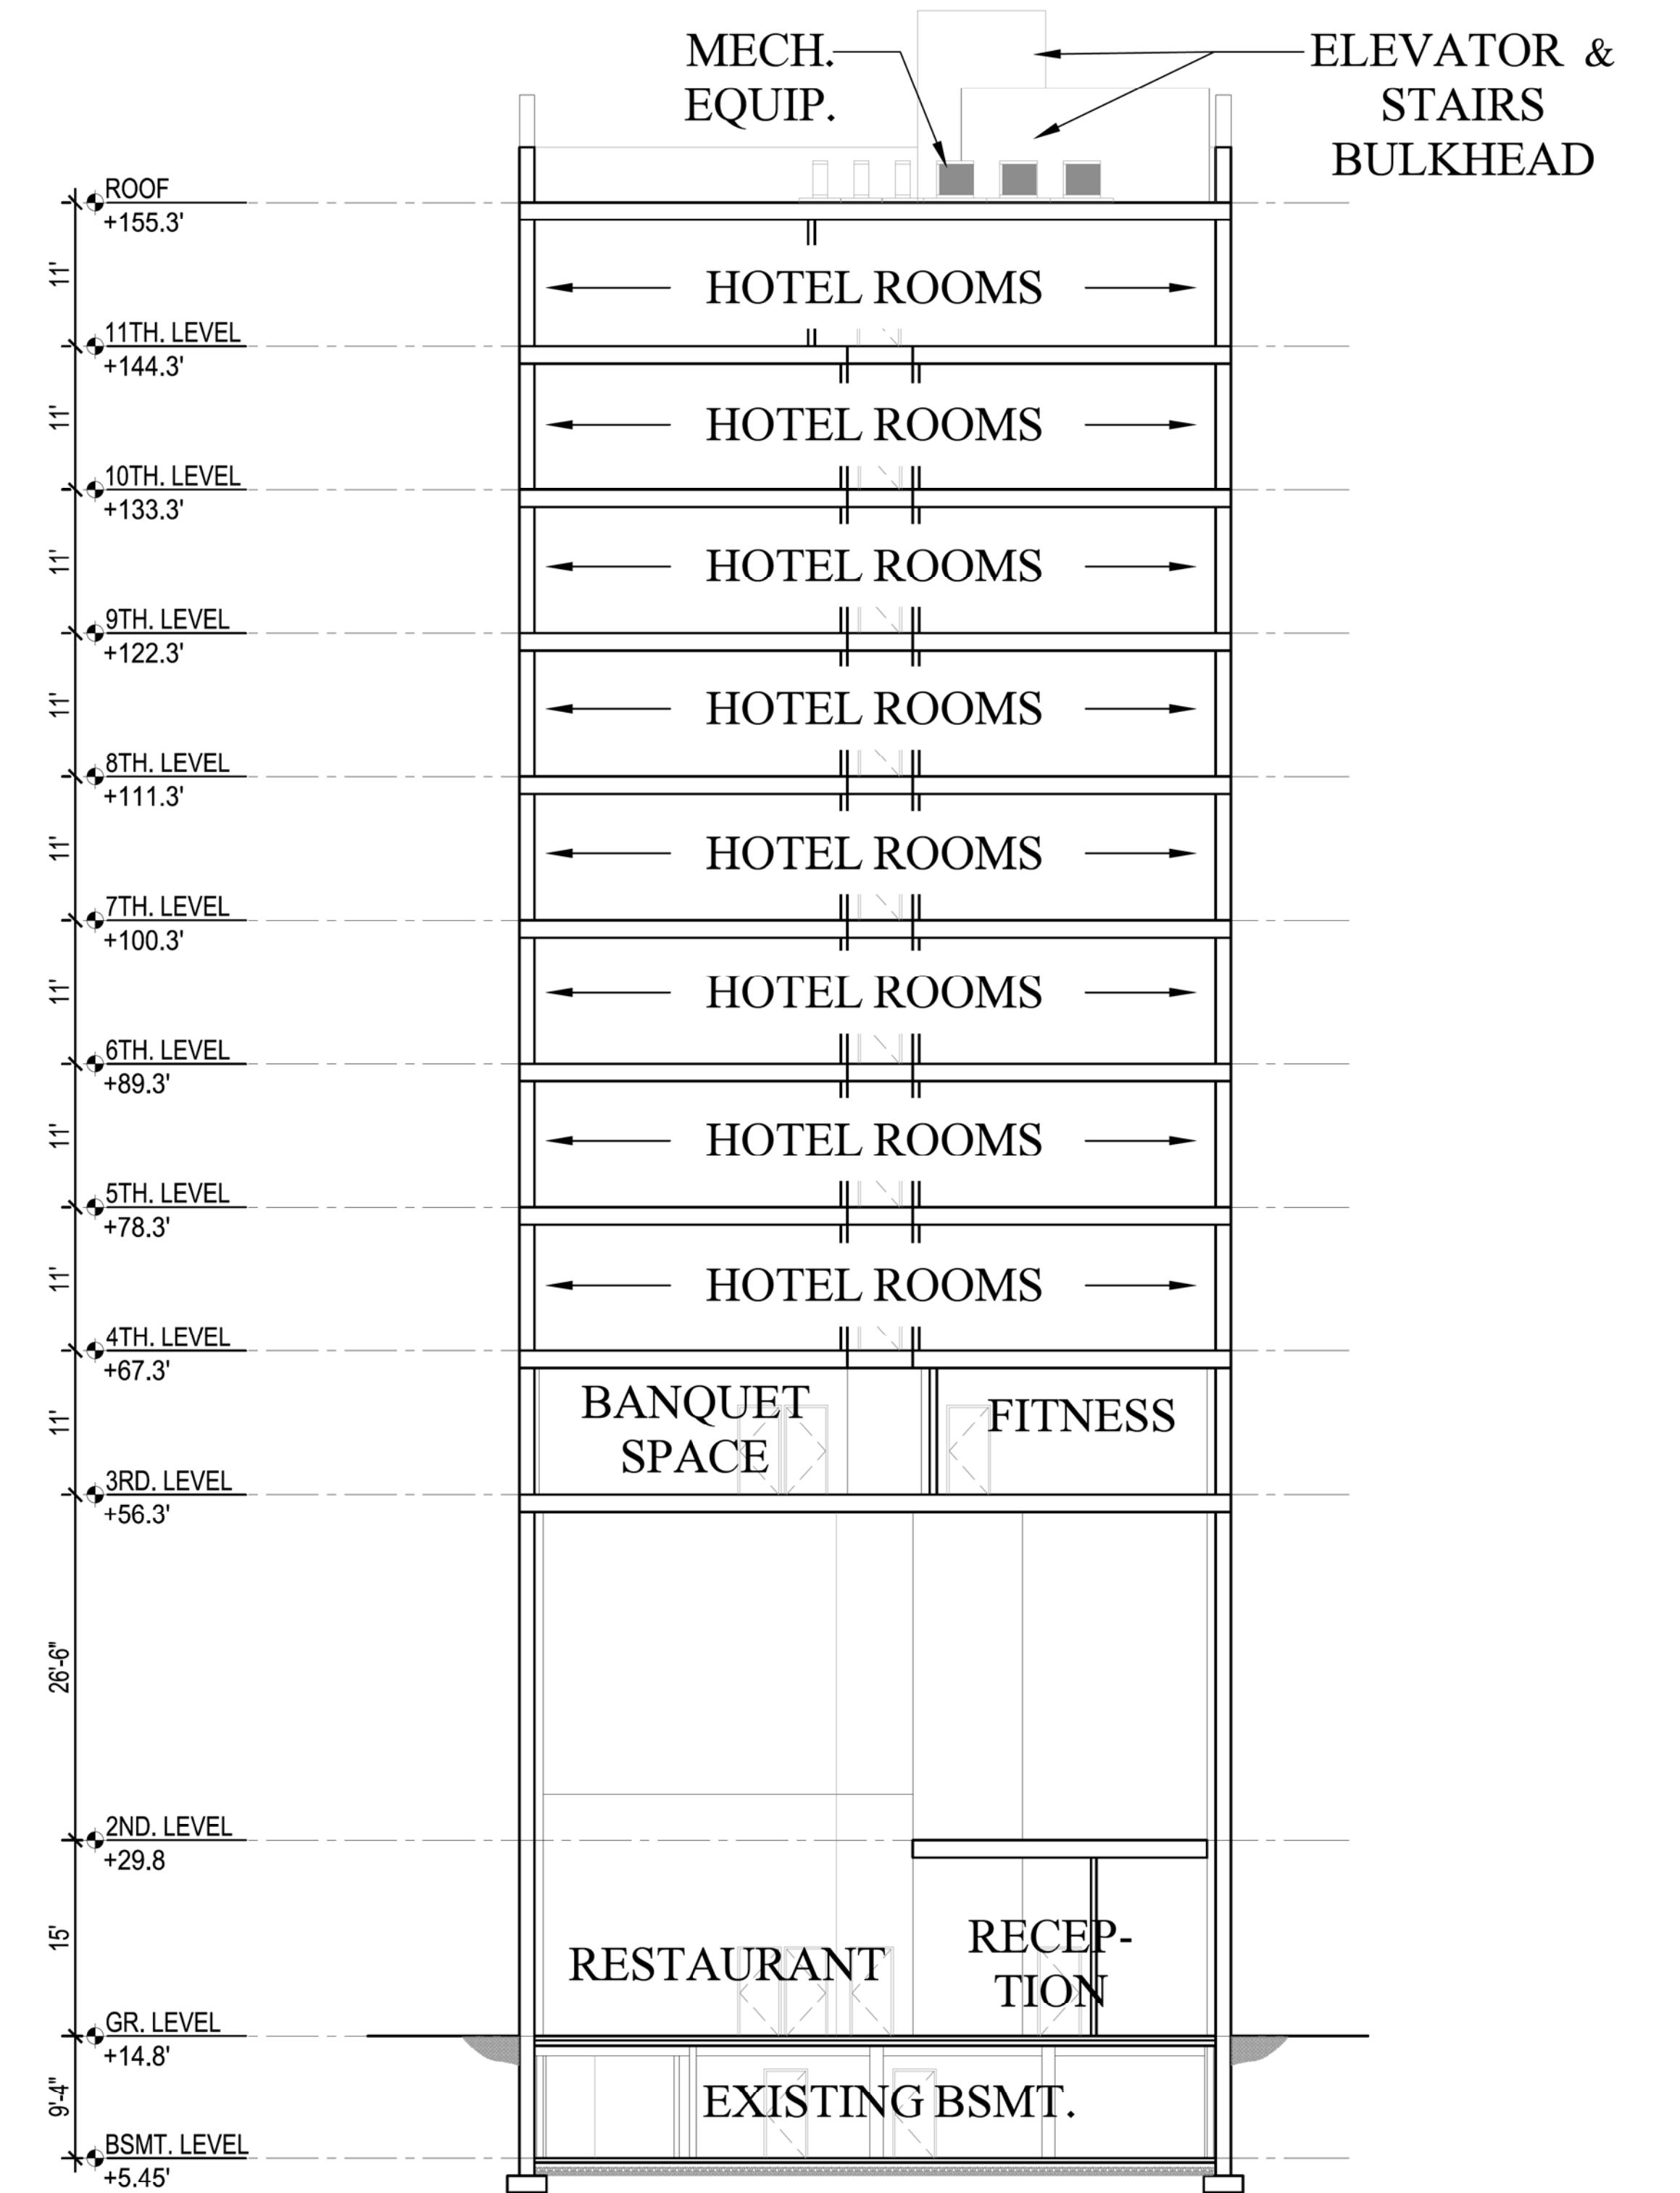 MECH.
EQUIP.
ELEVATOR &
STAIRS
BULKHEAD
ROOF
+155.3'
11'
HOTEL ROOMS
11TH. LEVEL
+144.3'
11'
HOTEL ROOMS
10TH. LEVEL
+133.3'
11'
HOTEL ROOMS
9TH. LEVEL
+122.3'
11'
HOTEL ROOMS
8TH. LEVEL
+111.3'
11'
HOTEL ROOMS
7TH. LEVEL
+100.3'
11'
HOTEL ROOMS
6TH. LEVEL
+89.3'
11'
HOTEL ROOMS
5TH. LEVEL
+78.3'
11'
HOTEL ROOMS
4TH. LEVEL
+67.3'
11'
BANQUET
SPACE
FITNESS
3RD. LEVEL
+56.3'
26'-6"
2ND. LEVEL
+29.8
15'
RESTAURANT
RECEP-
TION
GR. LEVEL
+14.8'
9'-4"
EXISTING BSMT.
BSMT. LEVEL
+5.45'